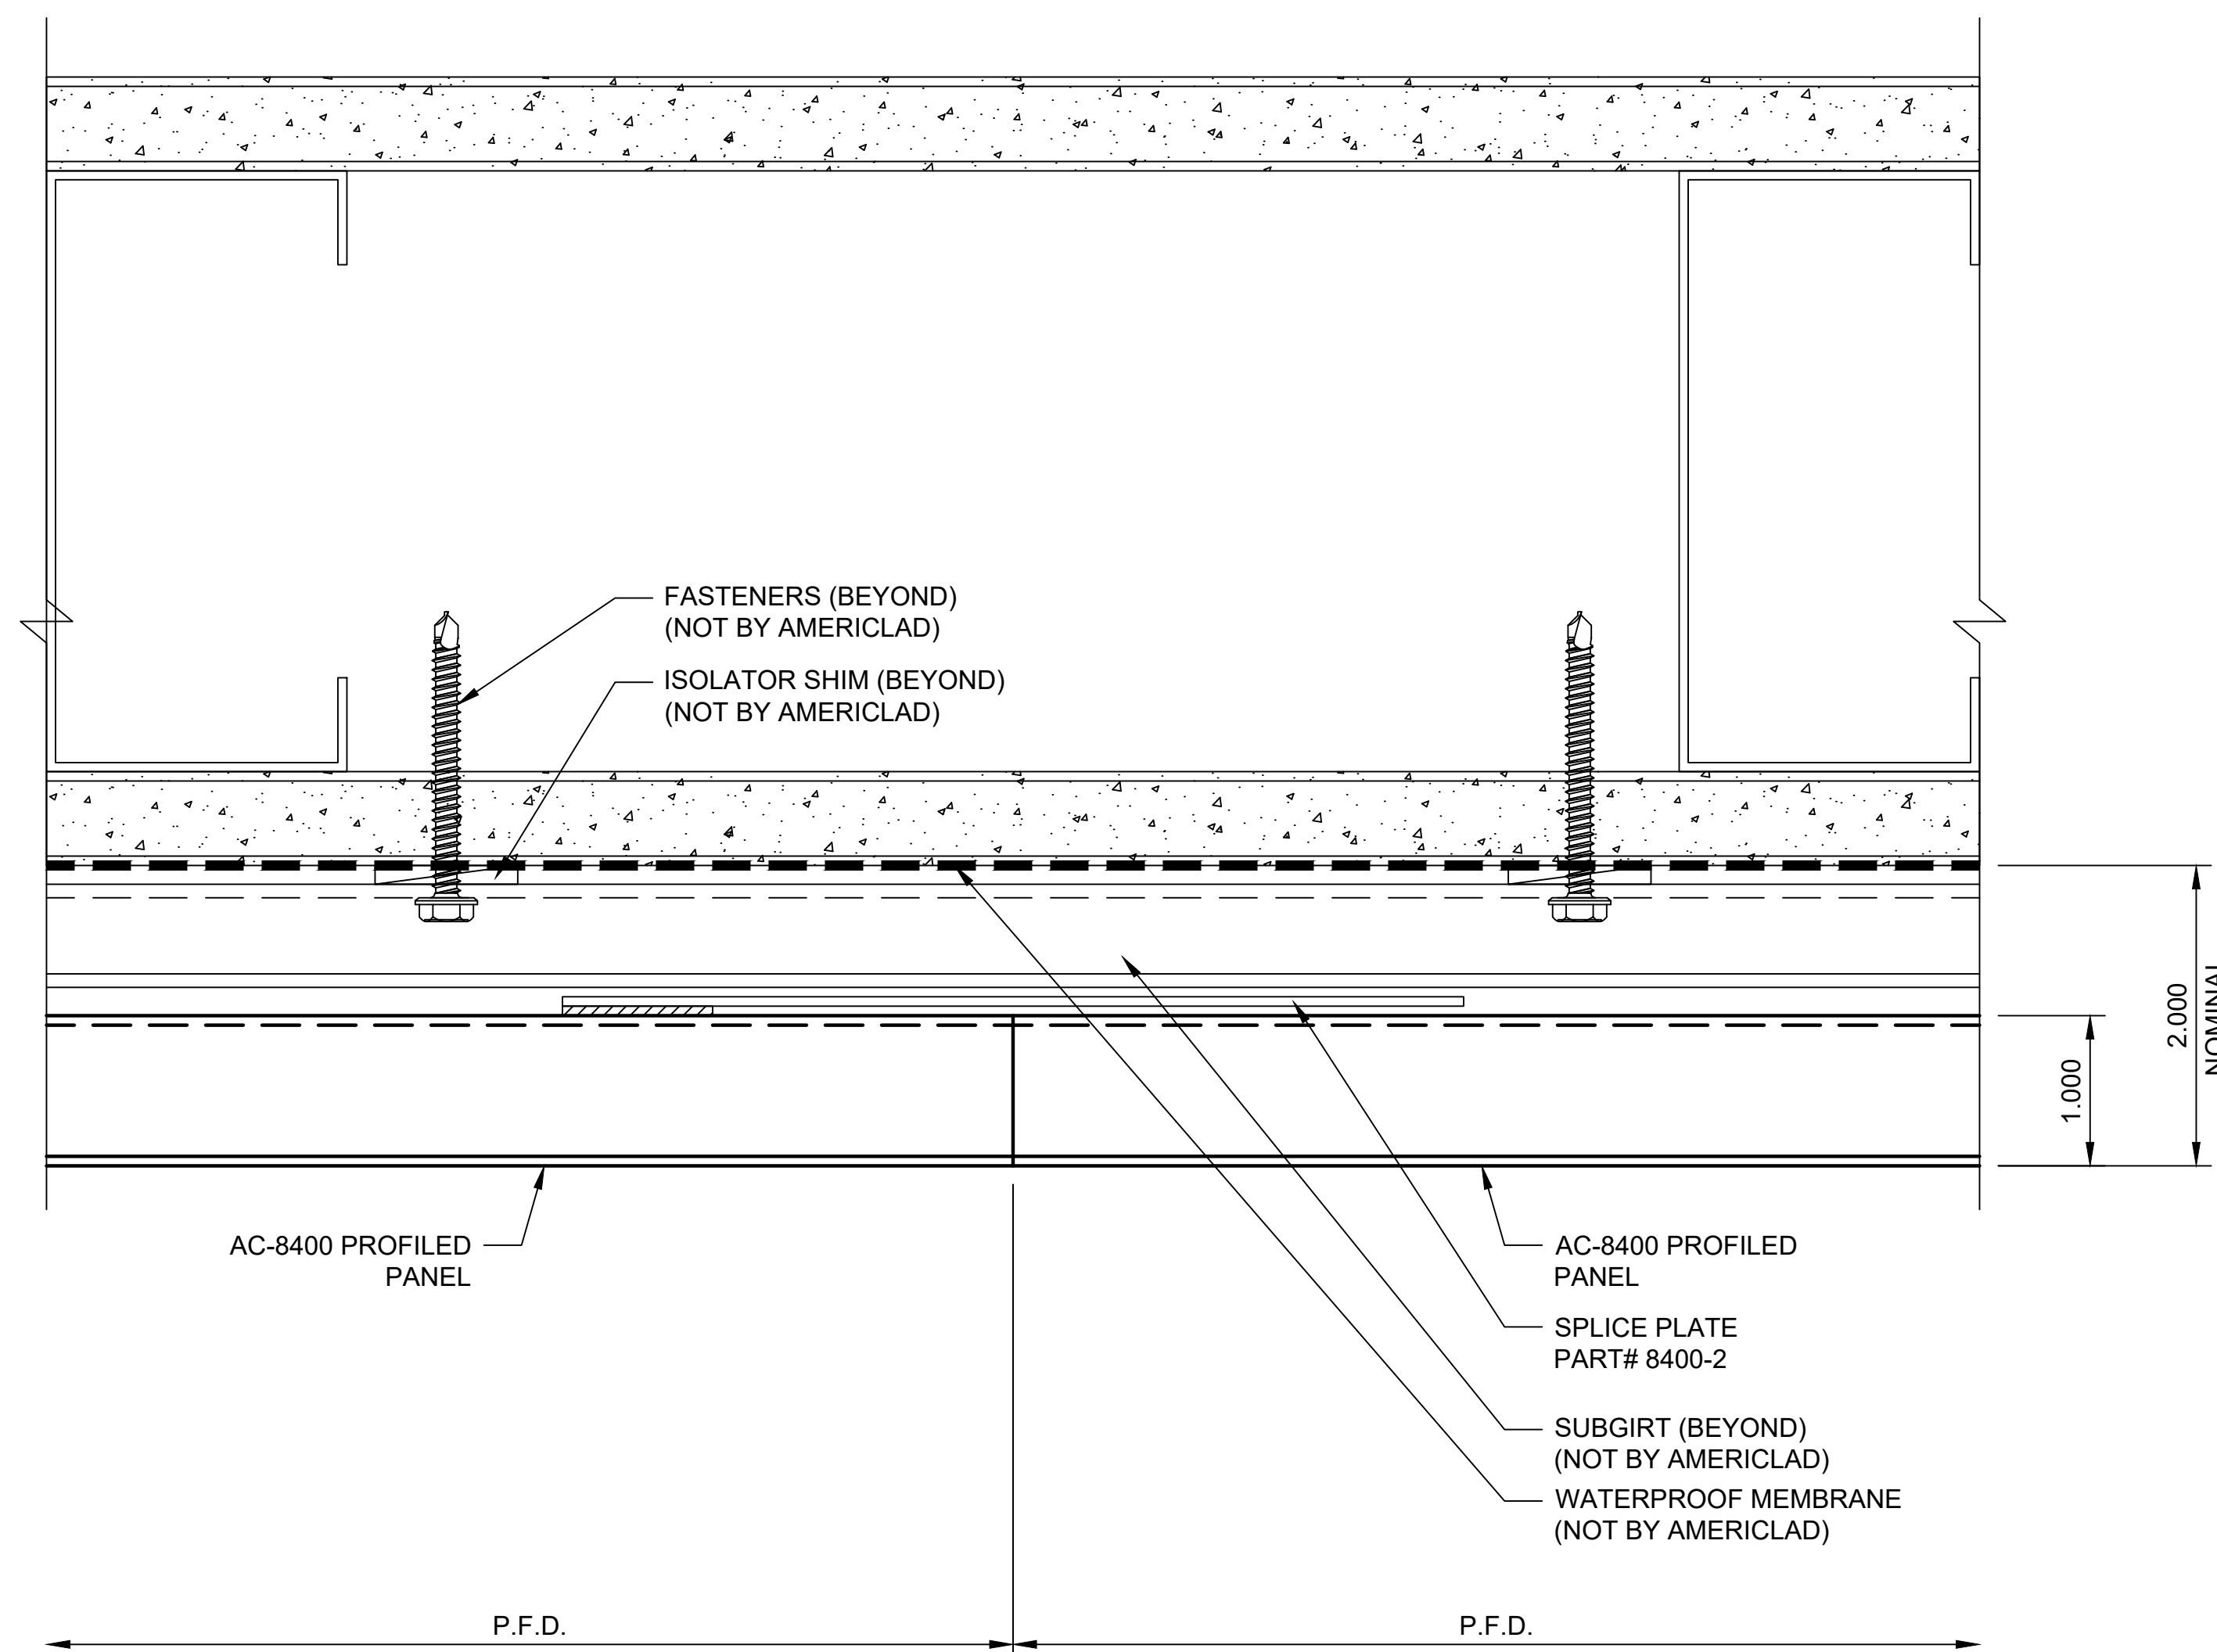 FASTENERS (BEYOND)
(NOT BY AMERICLAD)
ISOLATOR SHIM (BEYOND)
(NOT BY AMERICLAD)
2.000
NOMINAL
1.000
AC-8400 PROFILED
PANEL
AC-8400 PROFILED
PANEL
SPLICE PLATE
PART# 8400-2
SUBGIRT (BEYOND)
(NOT BY AMERICLAD)
WATERPROOF MEMBRANE
(NOT BY AMERICLAD)
P.F.D.
P.F.D.